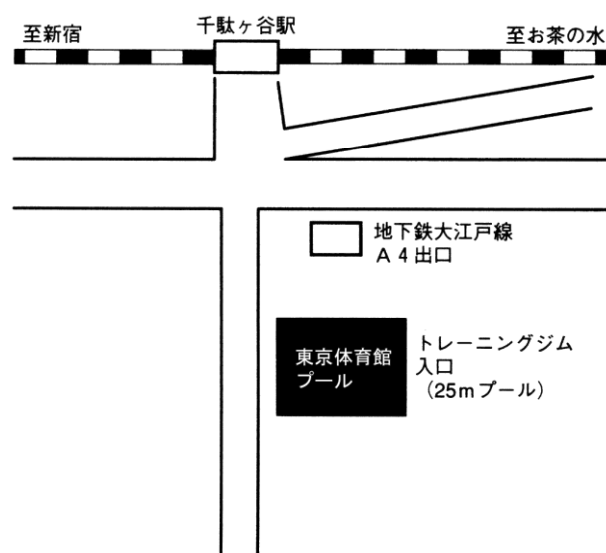 千駄ヶ谷駅
至新宿
至お茶の水
地下鉄大江戸線
A4出口
東京体育館
プール
トレーニングジム
入口
（25mプール）